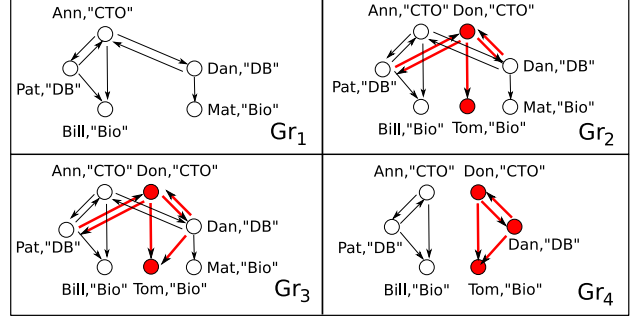 Ann,"CTO"
Pat,"DB"
Dan,"DB"
Mat,"Bio"
Bill,"Bio"
Gr1
Ann,"CTO" Don,"CTO"
Pat,"DB"
Dan,"DB"
Mat,"Bio"
Bill,"Bio" Tom,"Bio"
Gr2
Ann,"CTO" Don,"CTO"
Pat,"DB"
Dan,"DB"
Mat,"Bio"
Bill,"Bio" Tom,"Bio"
Gr3
Ann,"CTO" Don,"CTO"
Pat,"DB"
Dan,"DB"
Bill,"Bio" Tom,"Bio"
Gr4